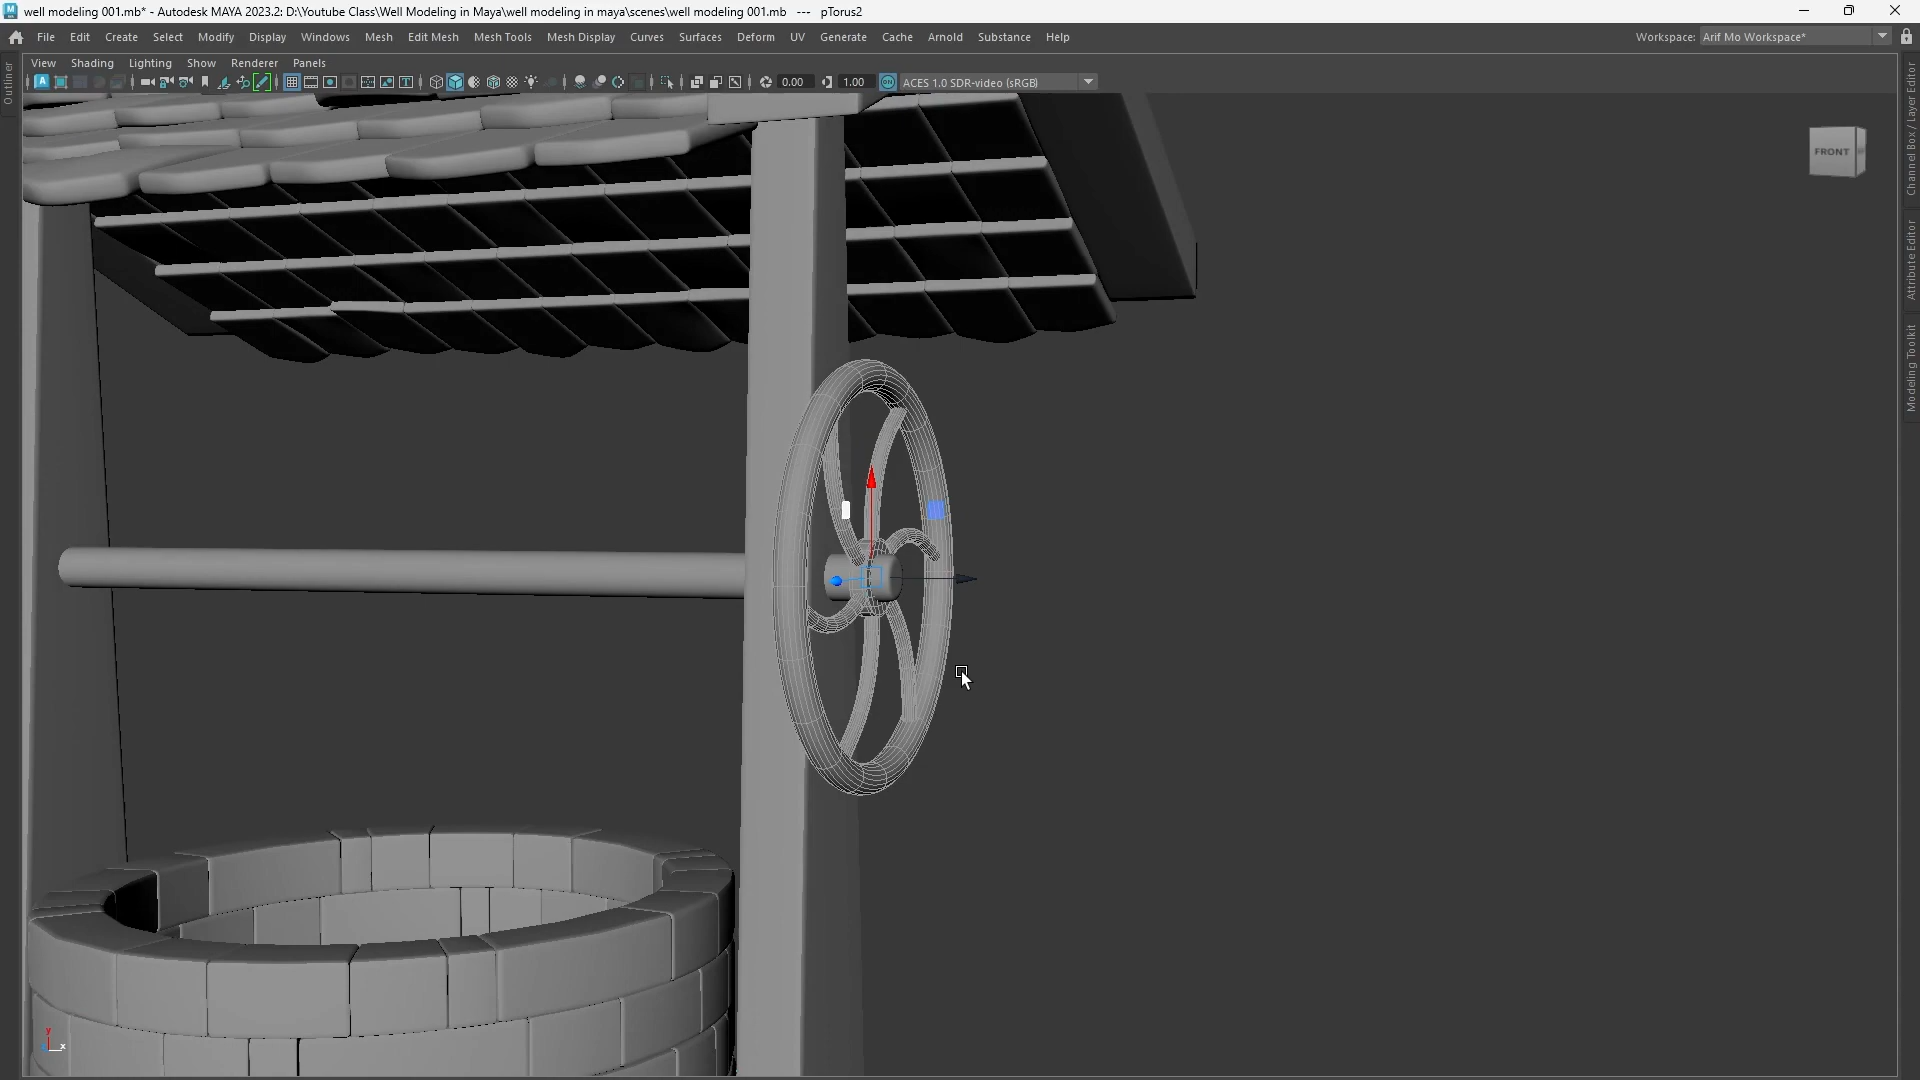 well modeling 001.mb* - Autodesk MAYA 2023.2: D:\Youtube Class\Well Modeling in Maya\well modeling in maya\scenes\well modeling 001.mb --- pTorus2
File Edit Create Select Modify Display Windows Mesh Edit Mesh Mesh Tools Mesh Display Curves Surfaces Deform UV Generate Cache Arnold Substance Help Workspace: Arif Mo Workspace*
View Shading Lighting Show Renderer Panels
0.00 1.00 ON ACES 1.0 SDR-video (sRGB)
Outliner
FRONT
Channel Box / Layer Editor
Attribute Editor
Modeling Toolkit
y
x